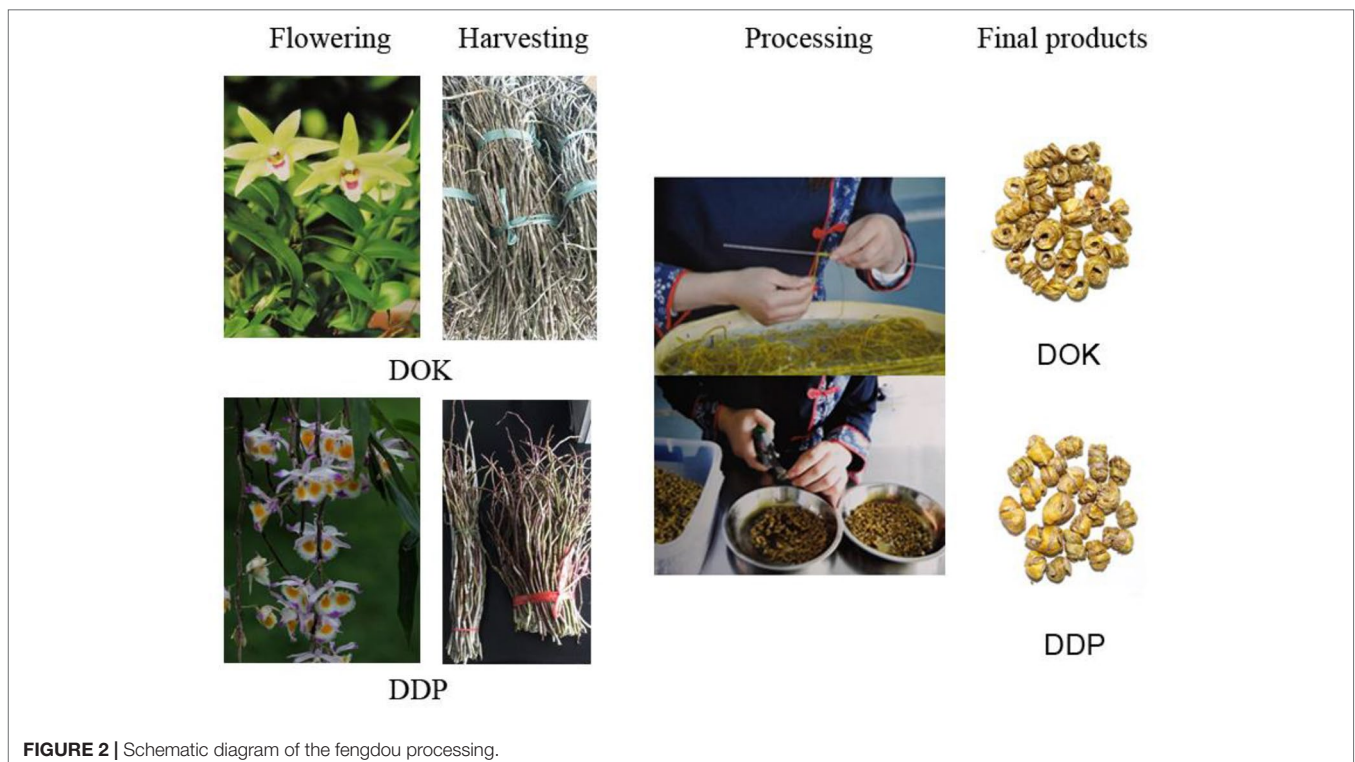 Flowering Harvesting Processing Final products
DOK
DOK
DDP
DDP
FIGURE 2 | Schematic diagram of the fengdou processing.